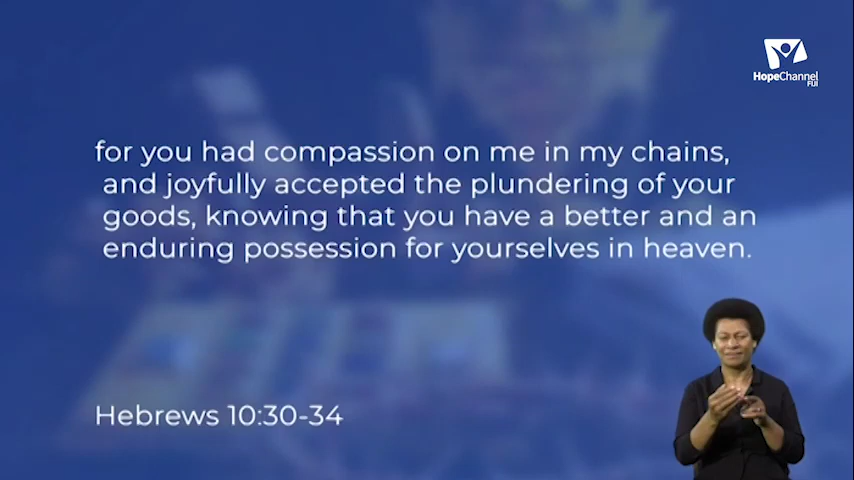 HopeChannel
FIJI
for you had compassion on me in my chains,
and joyfully accepted the plundering of your
goods, knowing that you have a better and an
enduring possession for yourselves in heaven.
Hebrews 10:30-34